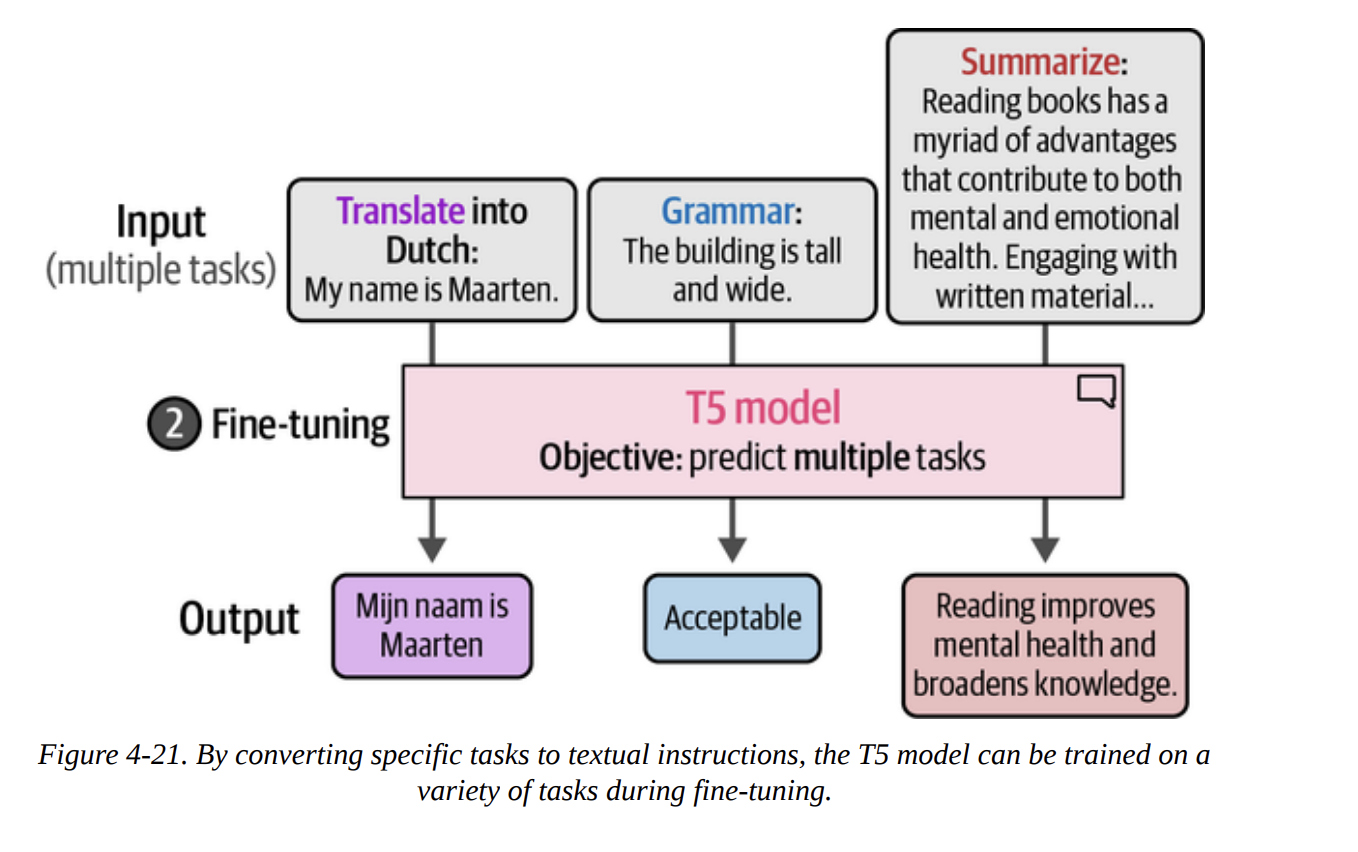 Input
(multiple tasks)
Translate into
Dutch:
My name is Maarten.
Grammar:
The building is tall
and wide.
Summarize:
Reading books has a
myriad of advantages
that contribute to both
mental and emotional
health. Engaging with
written material...
2 Fine-tuning
T5 model
Objective: predict multiple tasks
Output
Mijn naam is
Maarten
Acceptable
Reading improves
mental health and
broadens knowledge.
Figure 4-21. By converting specific tasks to textual instructions, the T5 model can be trained on a
variety of tasks during fine-tuning.